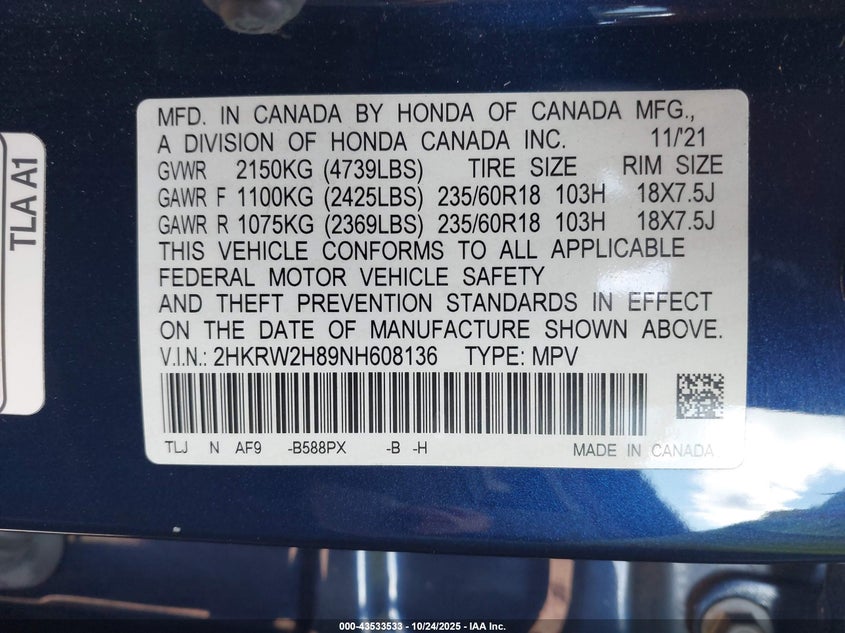 MFD. IN CANADA BY HONDA OF CANADA MFG.,
A DIVISION OF HONDA CANADA INC. 11/'21
GVWR 2150KG (4739LBS) TIRE SIZE RIM SIZE
GAWR F 1100KG (2425LBS) 235/60R18 103H 18X7.5J
GAWR R 1075KG (2369LBS) 235/60R18 103H 18X7.5J
THIS VEHICLE CONFORMS TO ALL APPLICABLE
FEDERAL MOTOR VEHICLE SAFETY
AND THEFT PREVENTION STANDARDS IN EFFECT
ON THE DATE OF MANUFACTURE SHOWN ABOVE.
V.I.N.: 2HKRW2H89NH608136 TYPE: MPV
TLJ N AF9 -B588PX -B -H MADE IN CANADA
TLA A1
000-43533533 - 10/24/2025 - IAA Inc.